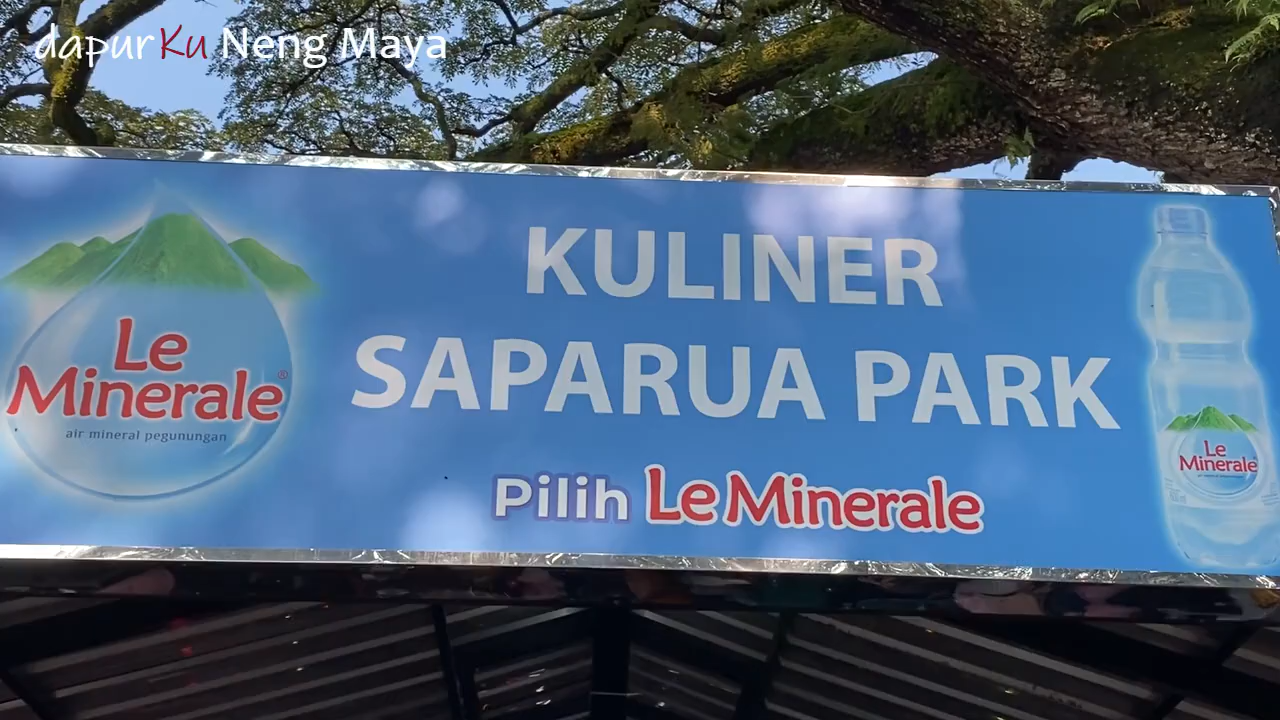 dapurKu Neng Maya
KULINER
SAPARUA PARK
Pilih Le Minerale
Le
Minerale®
air mineral pegunungan
Le
Minerale